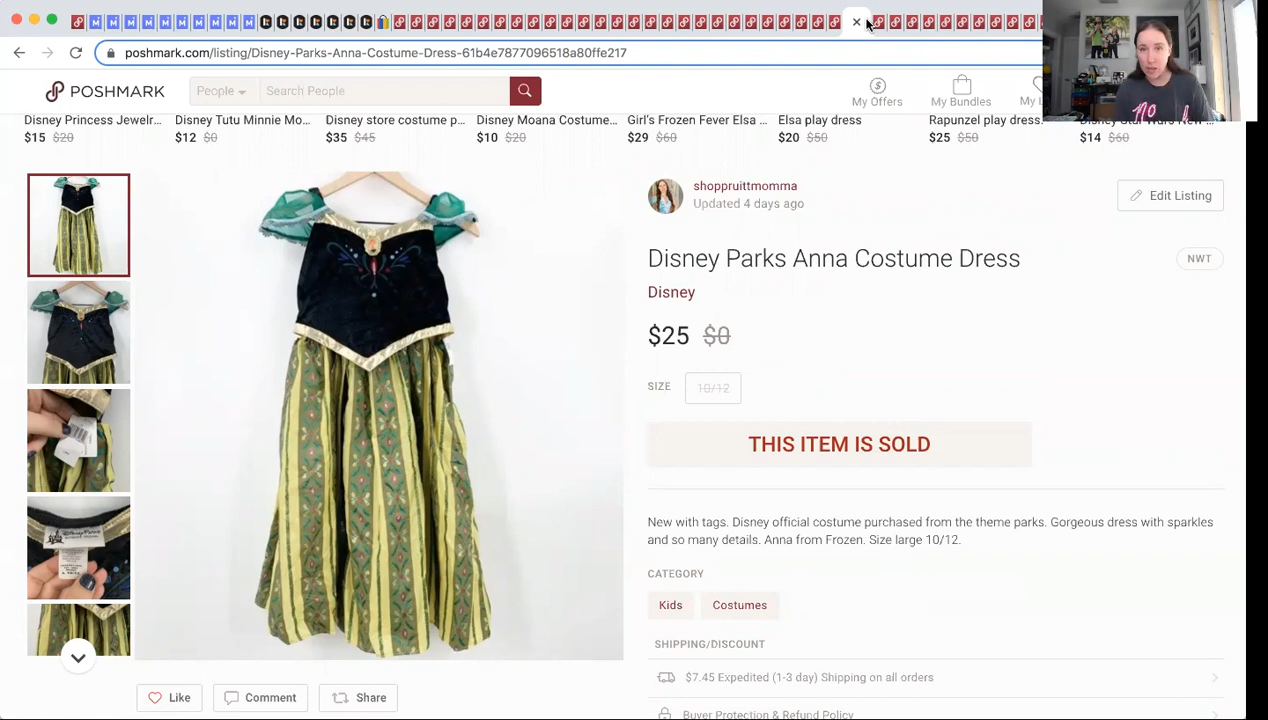 poshmark.com/listing/Disney-Parks-Anna-Costume-Dress-61b4e7877096518a80ffe217
POSHMARK
People
Search People
My Offers
My Bundles
My L
Disney Princess Jewelr...
Disney Tutu Minnie Mo...
Disney store costume p...
Disney Moana Costume...
Girl's Frozen Fever Elsa ...
Elsa play dress
Rapunzel play dress.
$15 $20
$12 $0
$35 $45
$10 $20
$29 $60
$20 $50
$25 $50
$14 $60
shoppruittmomma
Updated 4 days ago
Edit Listing
Disney Parks Anna Costume Dress
NWT
Disney
$25 $0
SIZE
10/12
THIS ITEM IS SOLD
New with tags. Disney official costume purchased from the theme parks. Gorgeous dress with sparkles
and so many details. Anna from Frozen. Size large 10/12.
CATEGORY
Kids
Costumes
SHIPPING/DISCOUNT
$7.45 Expedited (1-3 day) Shipping on all orders
Buyer Protection & Refund Policy
Like
Comment
Share